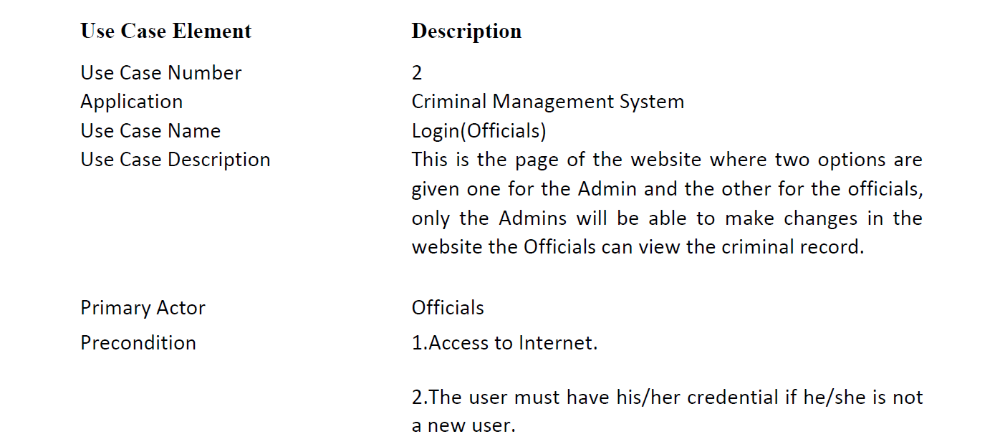 Use Case Element Description
Use Case Number 2
Application Criminal Management System
Use Case Name Login(Officials)
Use Case Description This is the page of the website where two options are
given one for the Admin and the other for the officials,
only the Admins will be able to make changes in the
website the Officials can view the criminal record.
Primary Actor Officials
Precondition 1.Access to Internet.
2.The user must have his/her credential if he/she is not
a new user.